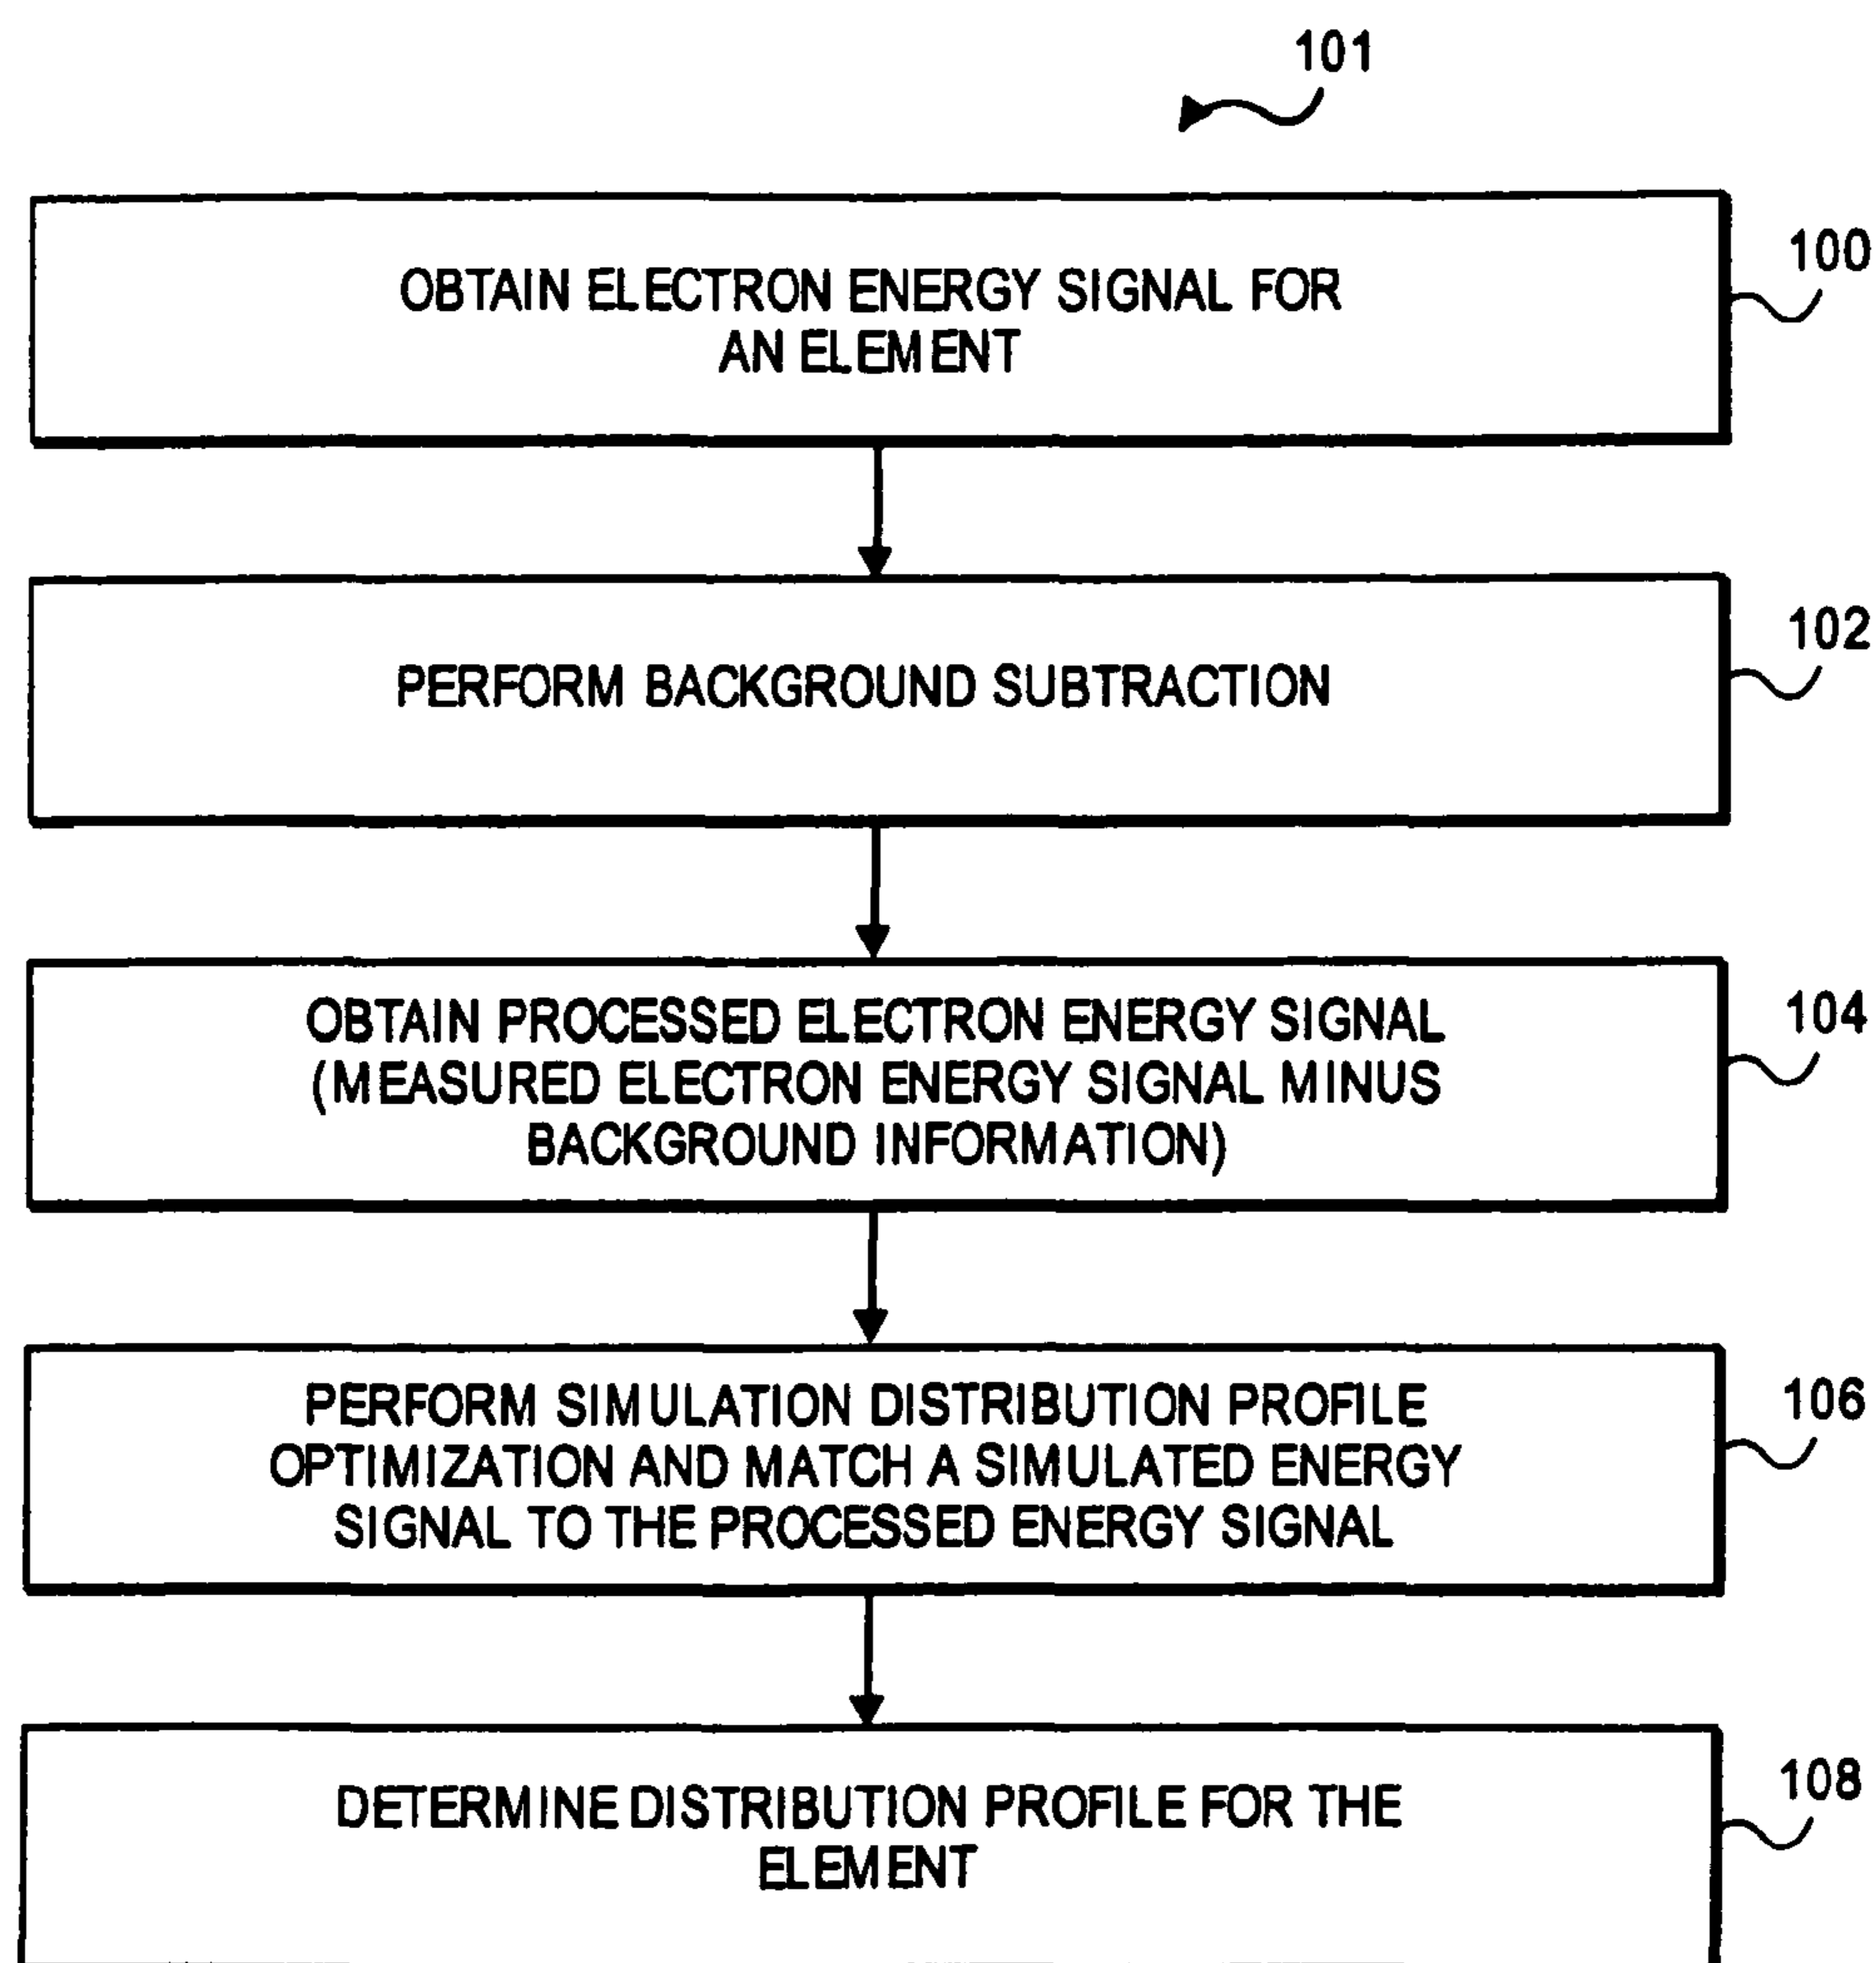 101
100
OBTAIN ELECTRON ENERGY SIGNAL FOR
AN ELEMENT
102
PERFORM BACKGROUND SUBTRACTION
104
OBTAIN PROCESSED ELECTRON ENERGY SIGNAL
(MEASURED ELECTRON ENERGY SIGNAL MINUS
BACKGROUND INFORMATION)
106
PERFORM SIMULATION DISTRIBUTION PROFILE
OPTIMIZATION AND MATCH A SIMULATED ENERGY
SIGNAL TO THE PROCESSED ENERGY SIGNAL
108
DETERMINE DISTRIBUTION PROFILE FOR THE
ELEMENT